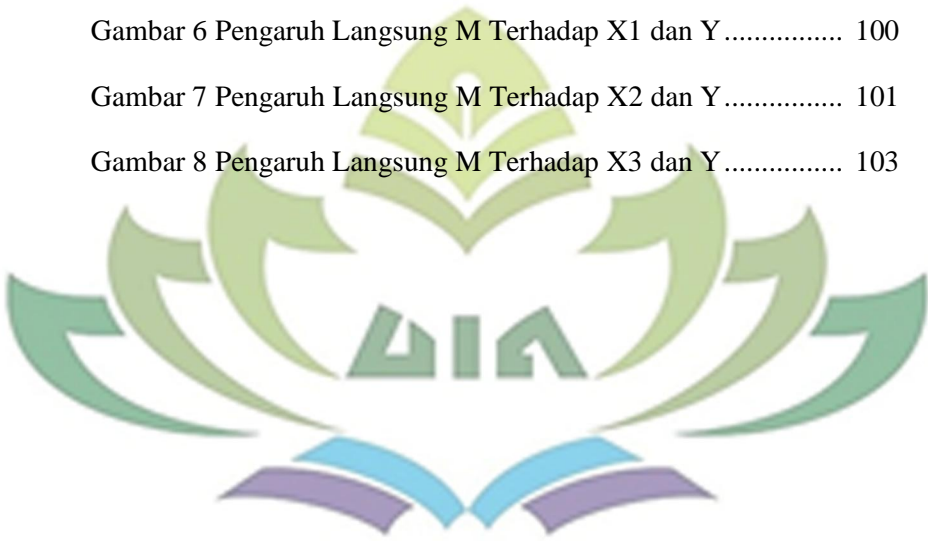 Gambar 6 Pengaruh Langsung M Terhadap X1 dan Y................ 100
Gambar 7 Pengaruh Langsung M Terhadap X2 dan Y................ 101
Gambar 8 Pengaruh Langsung M Terhadap X3 dan Y................ 103
UIN